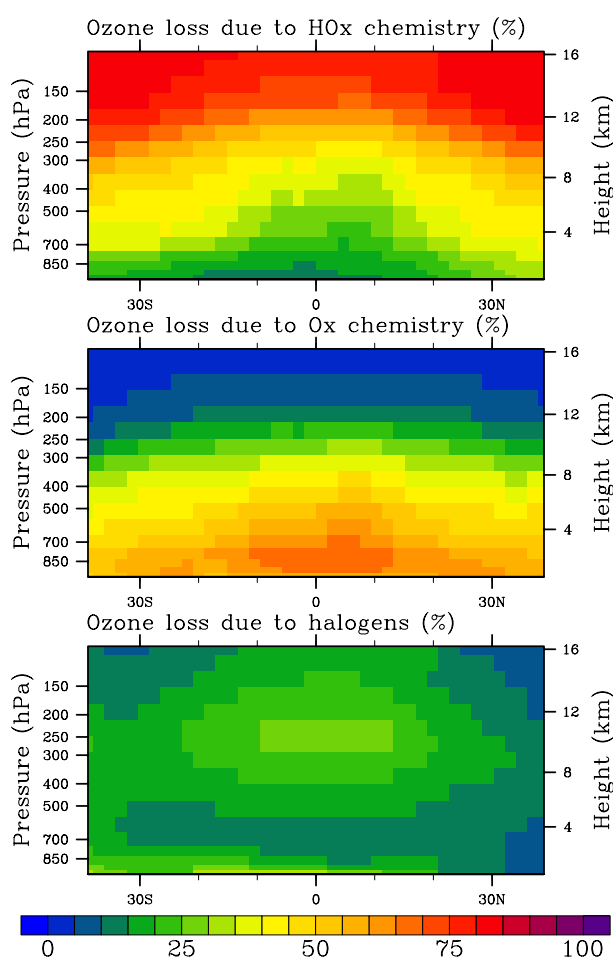 Ozone loss due to HOx chemistry (%)
Pressure (hPa)
150
200
250
300
400
500
700
850
16
12
8
4
Height (km)
30S 0 30N
Ozone loss due to Ox chemistry (%)
Pressure (hPa)
150
200
250
300
400
500
700
850
16
12
8
4
Height (km)
30S 0 30N
Ozone loss due to halogens (%)
Pressure (hPa)
150
200
250
300
400
500
700
850
16
12
8
4
Height (km)
30S 0 30N
0 25 50 75 100